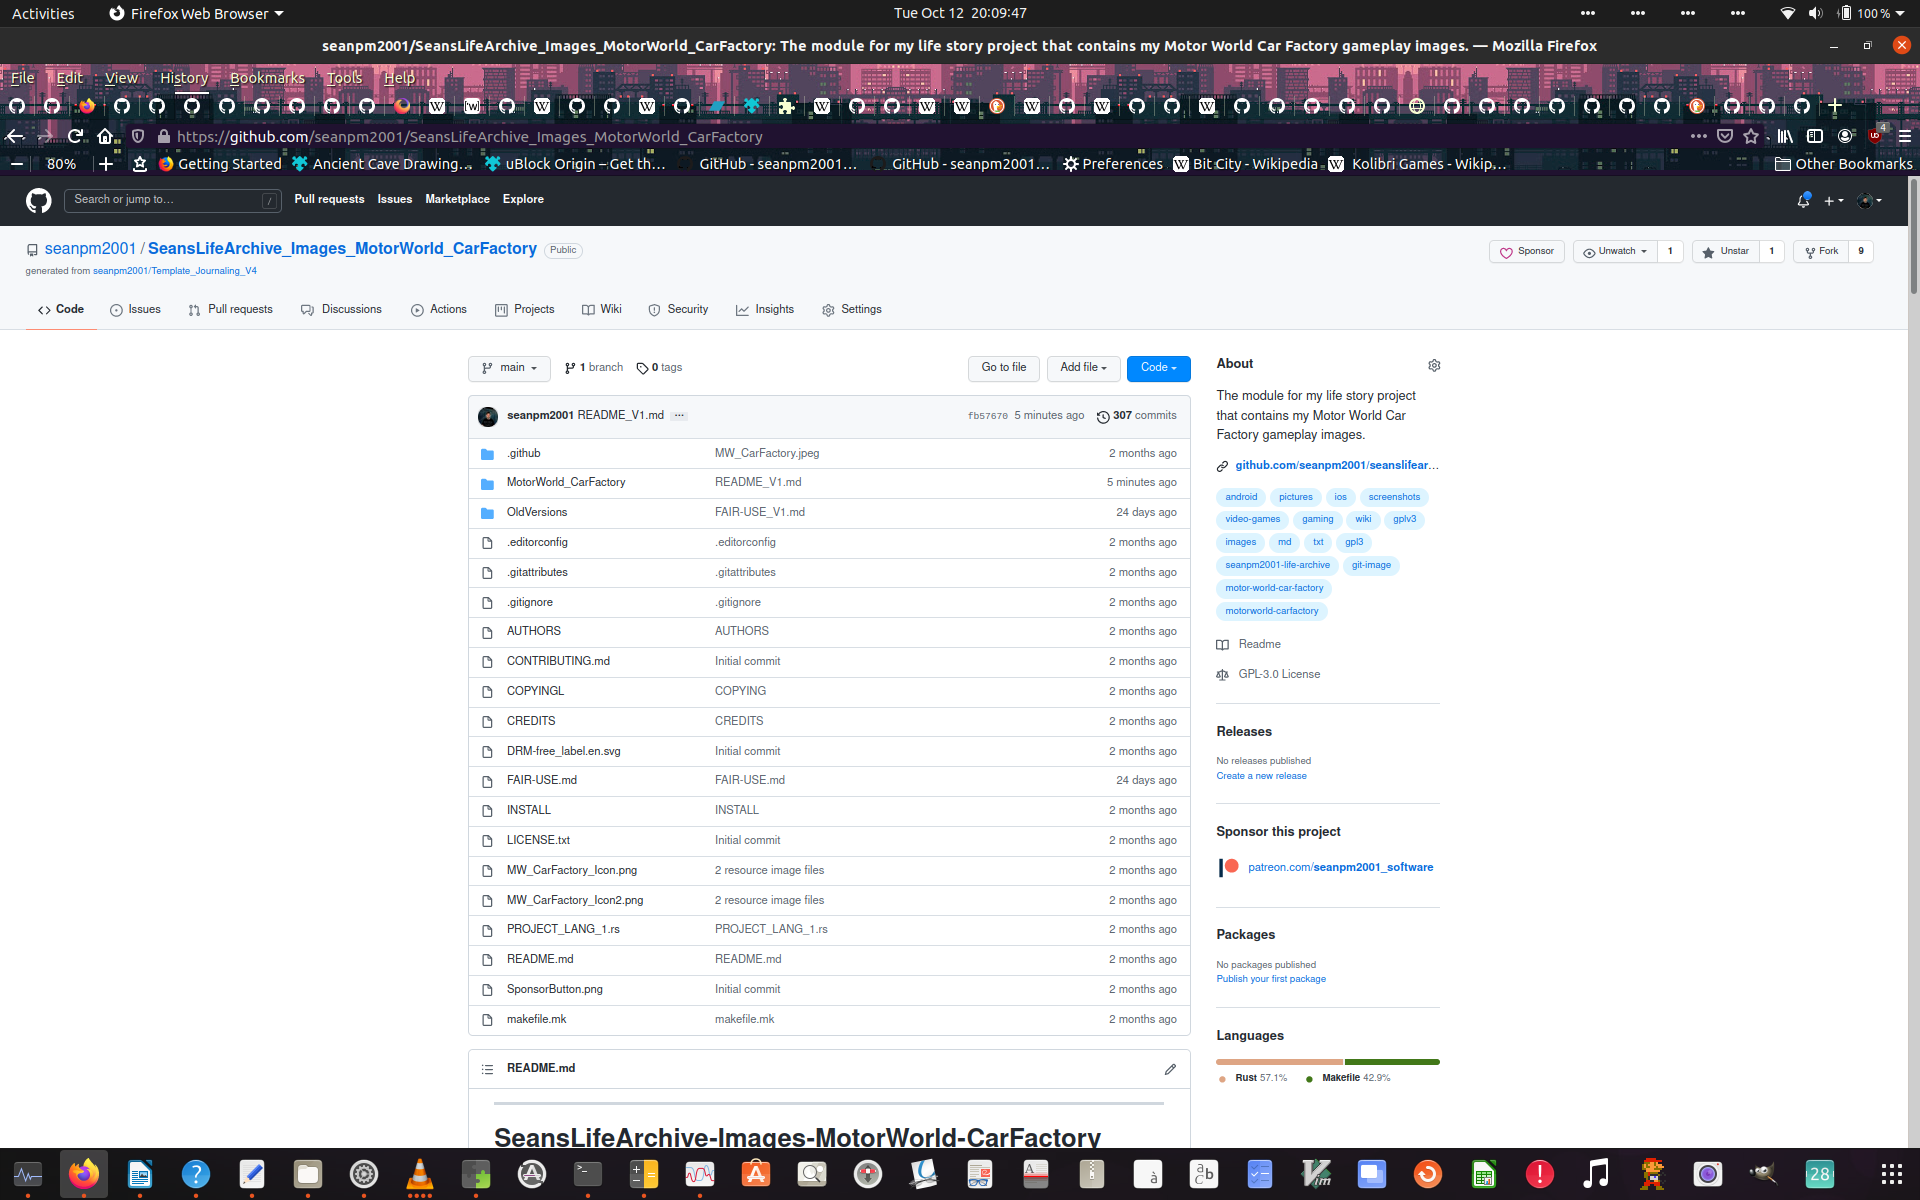 Activities
Firefox Web Browser
Tue Oct 12  20:09:47
100 %
seanpm2001/SeansLifeArchive_Images_MotorWorld_CarFactory: The module for my life story project that contains my Motor World Car Factory gameplay images. — Mozilla Firefox
File Edit View History Bookmarks Tools Help
https://github.com/seanpm2001/SeansLifeArchive_Images_MotorWorld_CarFactory
4
80%
Getting Started
Ancient Cave Drawing…
uBlock Origin – Get th…
GitHub - seanpm2001…
GitHub - seanpm2001…
Preferences
Bit City - Wikipedia
Kolibri Games - Wikip…
Other Bookmarks
Search or jump to…
/
Pull requests Issues Marketplace Explore
seanpm2001 / SeansLifeArchive_Images_MotorWorld_CarFactory Public
generated from seanpm2001/Template_Journaling_V4
Sponsor
Unwatch 1
Unstar 1
Fork 9
Code Issues Pull requests Discussions Actions Projects Wiki Security Insights Settings
main 1 branch 0 tags
Go to file Add file Code
seanpm2001 README_V1.md ··· fb57670 5 minutes ago 307 commits
.github MW_CarFactory.jpeg 2 months ago
MotorWorld_CarFactory README_V1.md 5 minutes ago
OldVersions FAIR-USE_V1.md 24 days ago
.editorconfig .editorconfig 2 months ago
.gitattributes .gitattributes 2 months ago
.gitignore .gitignore 2 months ago
AUTHORS AUTHORS 2 months ago
CONTRIBUTING.md Initial commit 2 months ago
COPYINGL COPYING 2 months ago
CREDITS CREDITS 2 months ago
DRM-free_label.en.svg Initial commit 2 months ago
FAIR-USE.md FAIR-USE.md 24 days ago
INSTALL INSTALL 2 months ago
LICENSE.txt Initial commit 2 months ago
MW_CarFactory_Icon.png 2 resource image files 2 months ago
MW_CarFactory_Icon2.png 2 resource image files 2 months ago
PROJECT_LANG_1.rs PROJECT_LANG_1.rs 2 months ago
README.md README.md 2 months ago
SponsorButton.png Initial commit 2 months ago
makefile.mk makefile.mk 2 months ago
README.md
SeansLifeArchive-Images-MotorWorld-CarFactory
About
The module for my life story project
that contains my Motor World Car
Factory gameplay images.
github.com/seanpm2001/seanslifear…
android pictures ios screenshots
video-games gaming wiki gplv3
images md txt gpl3
seanpm2001-life-archive git-image
motor-world-car-factory
motorworld-carfactory
Readme
GPL-3.0 License
Releases
No releases published
Create a new release
Sponsor this project
patreon.com/seanpm2001_software
Packages
No packages published
Publish your first package
Languages
Rust 57.1% Makefile 42.9%
28